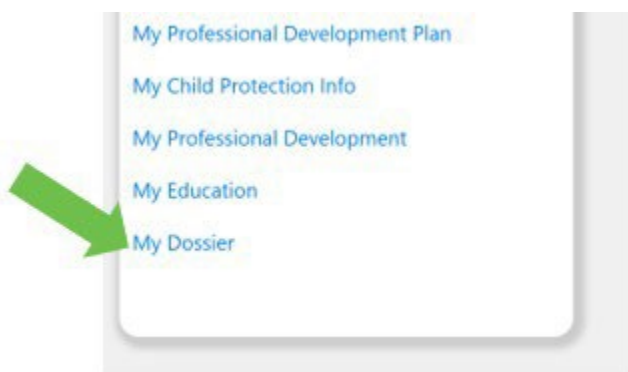 My Professional Development Plan
My Child Protection Info
My Professional Development
My Education
My Dossier